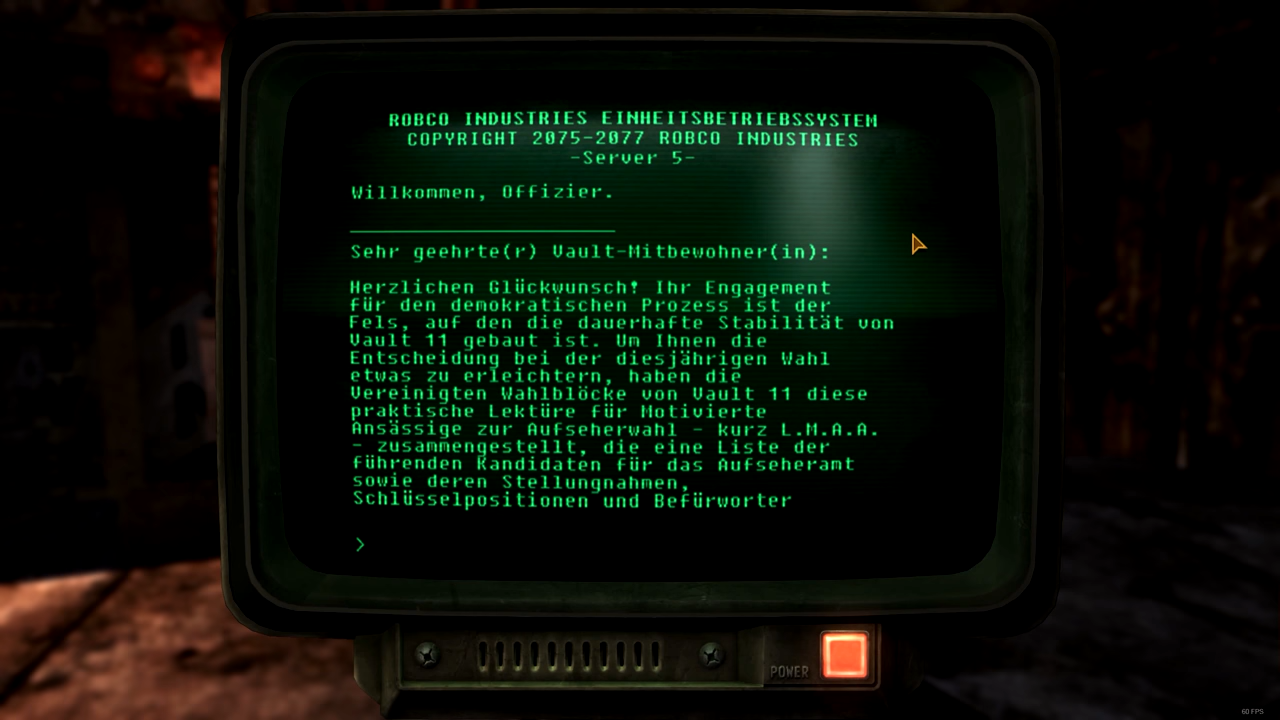 ROBCO INDUSTRIES EINHEITSBETRIEBSSYSTEM
COPYRIGHT 2075-2077 ROBCO INDUSTRIES
-Server 5-
Willkommen, Offizier.
Sehr geehrte(r) Vault-Mitbewohner(in):
Herzlichen Glückwunsch! Ihr Engagement
für den demokratischen Prozess ist der
Fels, auf den die dauerhafte Stabilität von
Vault 11 gebaut ist. Um Ihnen die
Entscheidung bei der diesjährigen Wahl
etwas zu erleichtern, haben die
Vereinigten Wahlblöcke von Vault 11 diese
praktische Lektüre für Motivierte
Ansässige zur Aufseherwahl - kurz L.M.A.A.
- zusammengestellt, die eine Liste der
führenden Kandidaten für das Aufseheramt
sowie deren Stellungnahmen,
Schlüsselpositionen und Befürworter
>
POWER
60 FPS